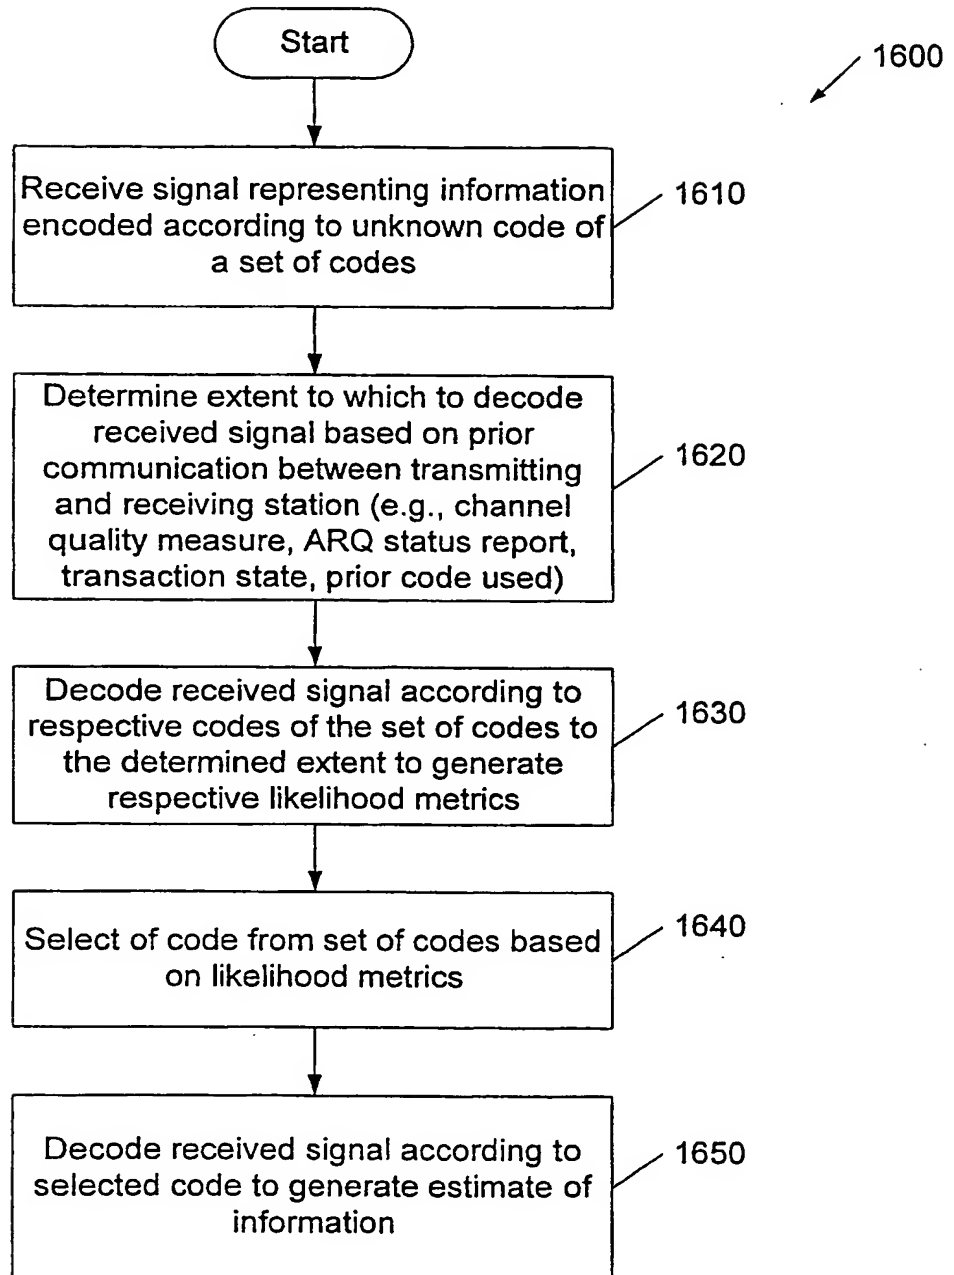 Start
1600
Receive signal representing information
encoded according to unknown code of
a set of codes
1610
Determine extent to which to decode
received signal based on prior
communication between transmitting
and receiving station (e.g., channel
quality measure, ARQ status report,
transaction state, prior code used)
1620
Decode received signal according to
respective codes of the set of codes to
the determined extent to generate
respective likelihood metrics
1630
Select of code from set of codes based
on likelihood metrics
1640
Decode received signal according to
selected code to generate estimate of
information
1650